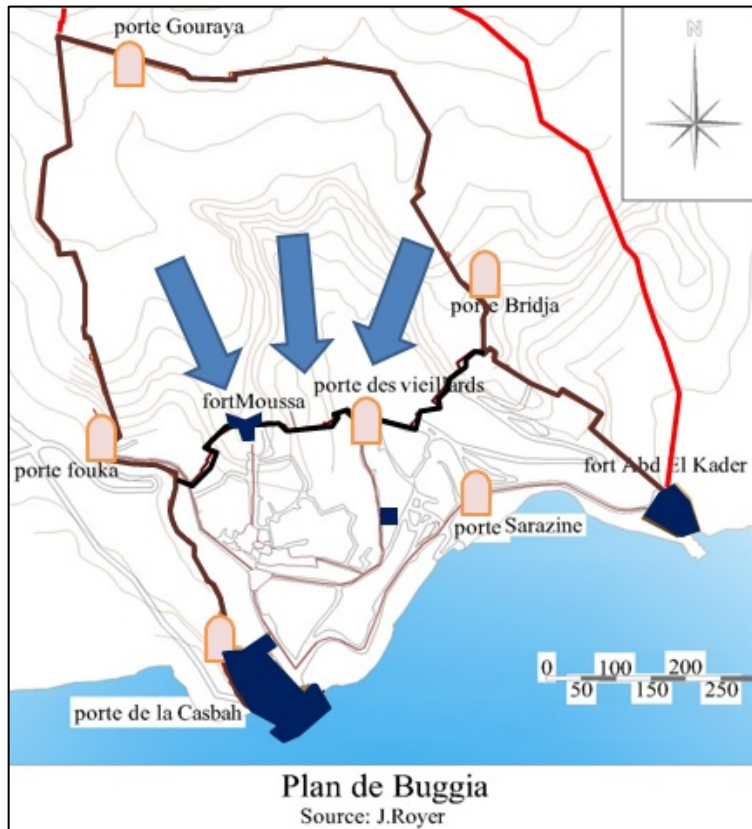 porte Gouraya
N
porte Bridja
porte des vieillards
fortMoussa
porte fouka
fort Abd El Kader
porte Sarazine
0 100 200
50 150 250
porte de la Casbah
Plan de Buggia
Source: J.Royer